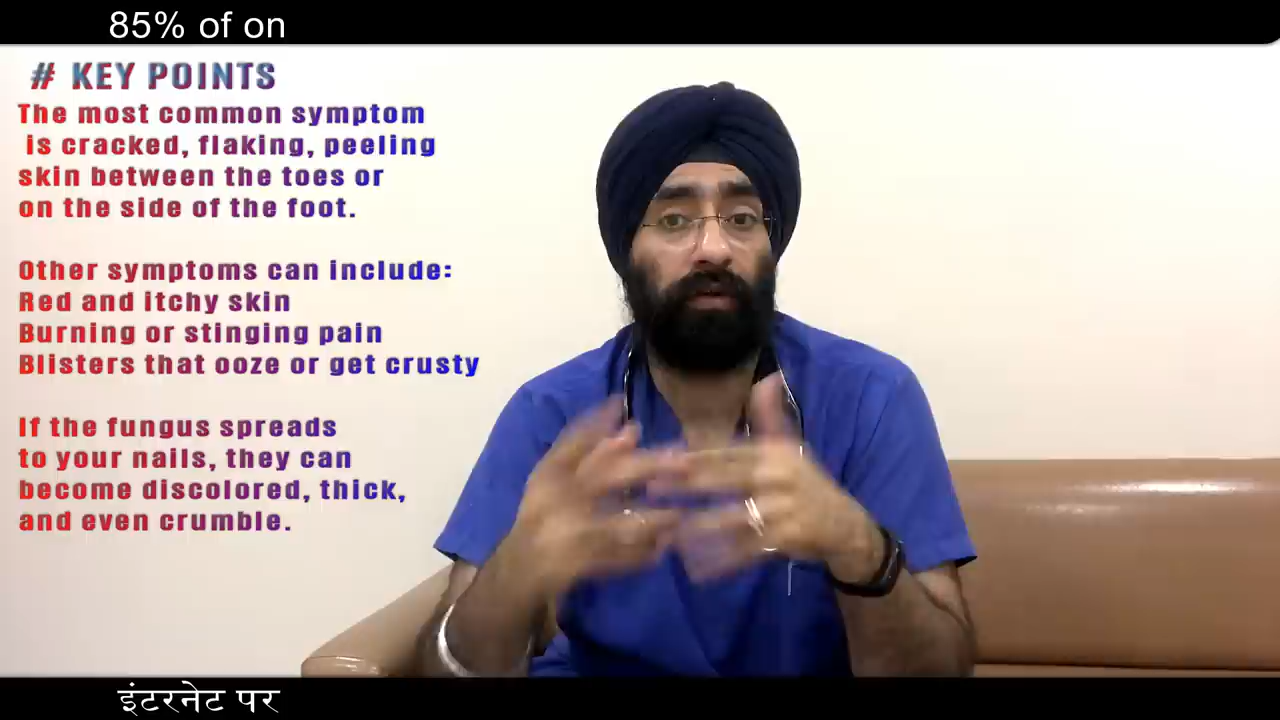 85% of on
# KEY POINTS
The most common symptom
is cracked, flaking, peeling
skin between the toes or
on the side of the foot.
Other symptoms can include:
Red and itchy skin
Burning or stinging pain
Blisters that ooze or get crusty
If the fungus spreads
to your nails, they can
become discolored, thick,
and even crumble.
इंटरनेट पर